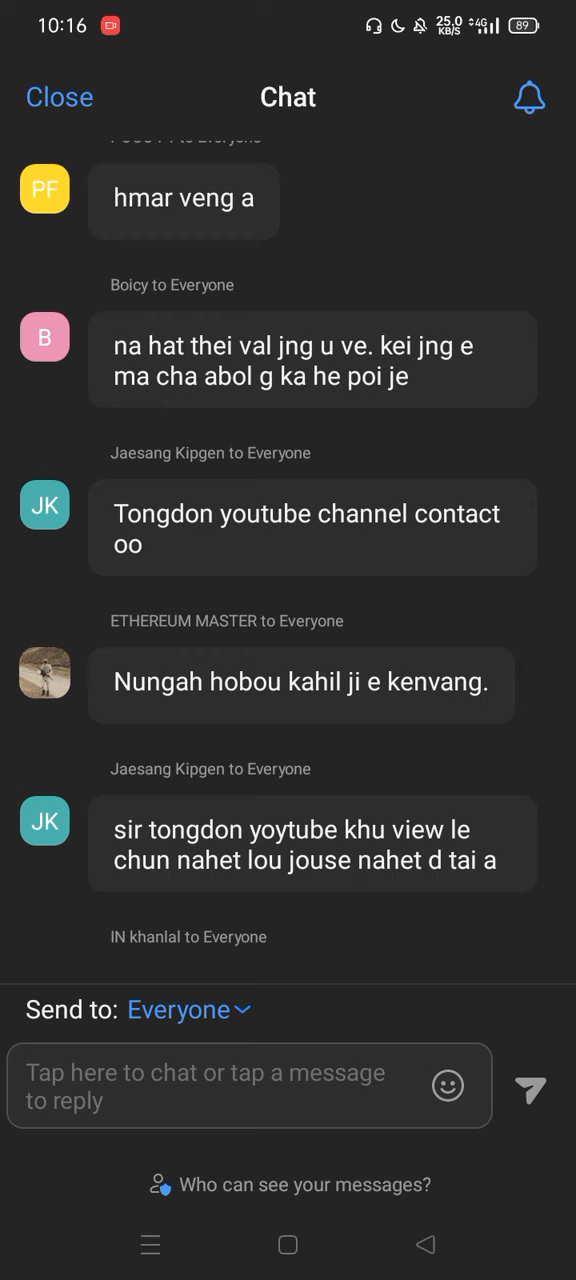 10:16
25.0
KB/S
4G
89
Close
Chat
to Everyone
PF
hmar veng a
Boicy to Everyone
B
na hat thei val jng u ve. kei jng e
ma cha abol g ka he poi je
Jaesang Kipgen to Everyone
JK
Tongdon youtube channel contact
oo
ETHEREUM MASTER to Everyone
Nungah hobou kahil ji e kenvang.
Jaesang Kipgen to Everyone
JK
sir tongdon yoytube khu view le
chun nahet lou jouse nahet d tai a
IN khanlal to Everyone
Send to: Everyone
Tap here to chat or tap a message
to reply
Who can see your messages?